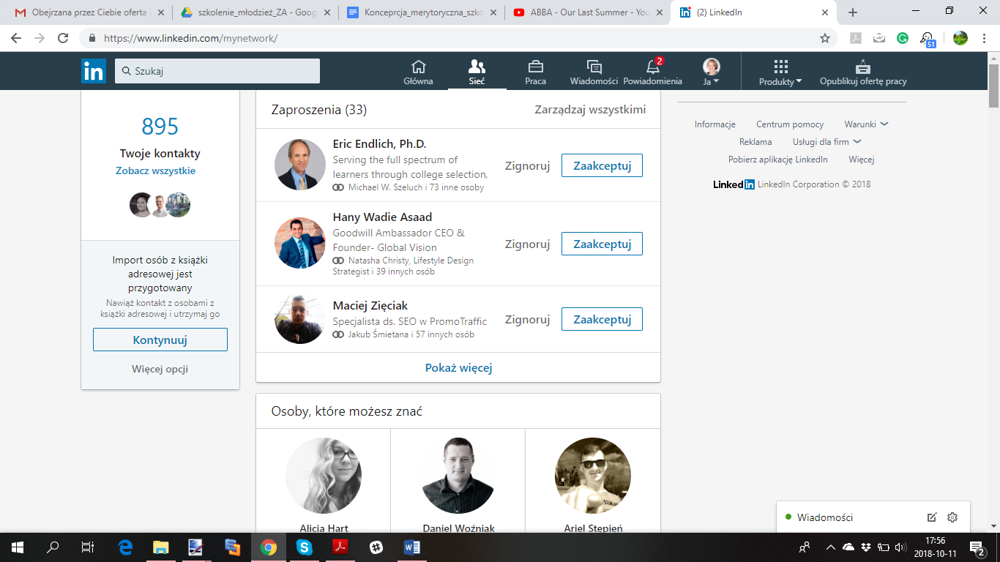 Obejrzana przez Ciebie oferta
szkolenie_młodzież_ZA - Goog
Konceprcja_merytoryczna_szko
ABBA - Our Last Summer - You
(2) LinkedIn
https://www.linkedin.com/mynetwork/
51
in
Szukaj
Główna
Sieć
Praca
Wiadomości
2
Powiadomienia
Ja
Produkty
Opublikuj ofertę pracy
895
Twoje kontakty
Zobacz wszystkie
Import osób z książki
adresowej jest
przygotowany
Nawiąż kontakt z osobami z
książki adresowej i utrzymaj go
Kontynuuj
Więcej opcji
Zaproszenia (33)
Zarządzaj wszystkimi
Eric Endlich, Ph.D.
Serving the full spectrum of
learners through college selection,
Michael W. Szeluch i 73 inne osoby
Zignoruj
Zaakceptuj
Hany Wadie Asaad
Goodwill Ambassador CEO &
Founder- Global Vision
Natasha Christy, Lifestyle Design
Strategist i 39 innych osób
Zignoruj
Zaakceptuj
Maciej Zięciak
Specjalista ds. SEO w PromoTraffic
Jakub Śmietana i 57 innych osób
Zignoruj
Zaakceptuj
Pokaż więcej
Osoby, które możesz znać
Alicja Hart
Daniel Woźniak
Ariel Stępień
Informacje
Centrum pomocy
Warunki
Reklama
Usługi dla firm
Pobierz aplikację LinkedIn
Więcej
Linked in LinkedIn Corporation © 2018
Wiadomości
17:56
2018-10-11
2